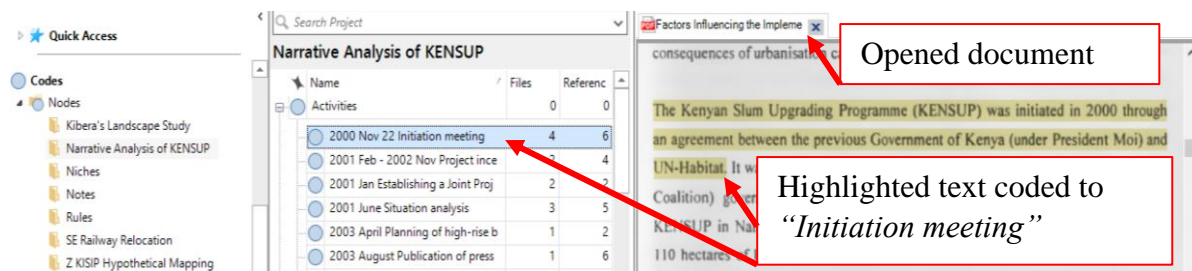 Quick Access
Codes
Nodes
Kibera's Landscape Study
Narrative Analysis of KENSUP
Niches
Notes
Rules
SE Railway Relocation
Z KISIP Hypothetical Mapping
Search Project
Narrative Analysis of KENSUP
Name Files Referenc
Activities 0 0
2000 Nov 22 Initiation meeting 4 6
2001 Feb - 2002 Nov Project ince 2 4
2001 Jan Establishing a Joint Proj 2 2
2001 June Situation analysis 3 5
2003 April Planning of high-rise b 1 2
2003 August Publication of press 1 6
Factors Influencing the Impleme
Opened document
consequences of urbanisation
The Kenyan Slum Upgrading Programme (KENSUP) was initiated in 2000 through
an agreement between the previous Government of Kenya (under President Moi) and
UN-Habitat. It
Coalition)
KENSUP in
110 hectares
Highlighted text coded to
“Initiation meeting”